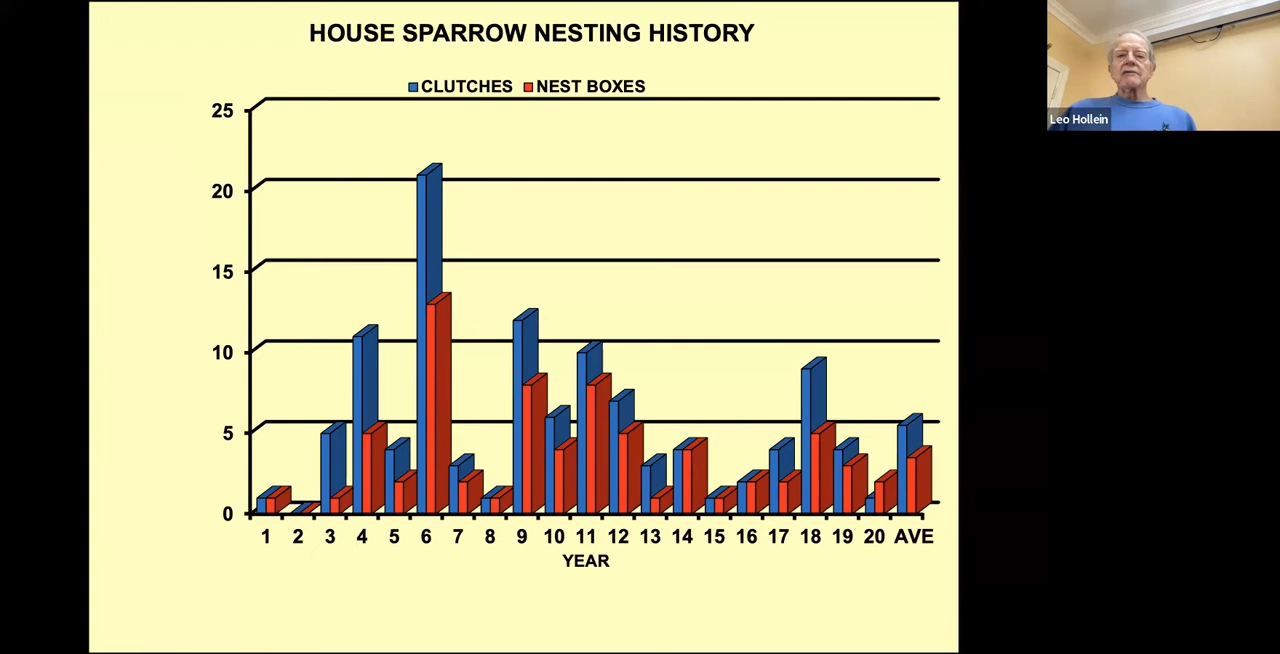 HOUSE SPARROW NESTING HISTORY
CLUTCHES NEST BOXES
25
20
15
10
5
0
1 2 3 4 5 6 7 8 9 10 11 12 13 14 15 16 17 18 19 20 AVE
YEAR
Leo Hollein